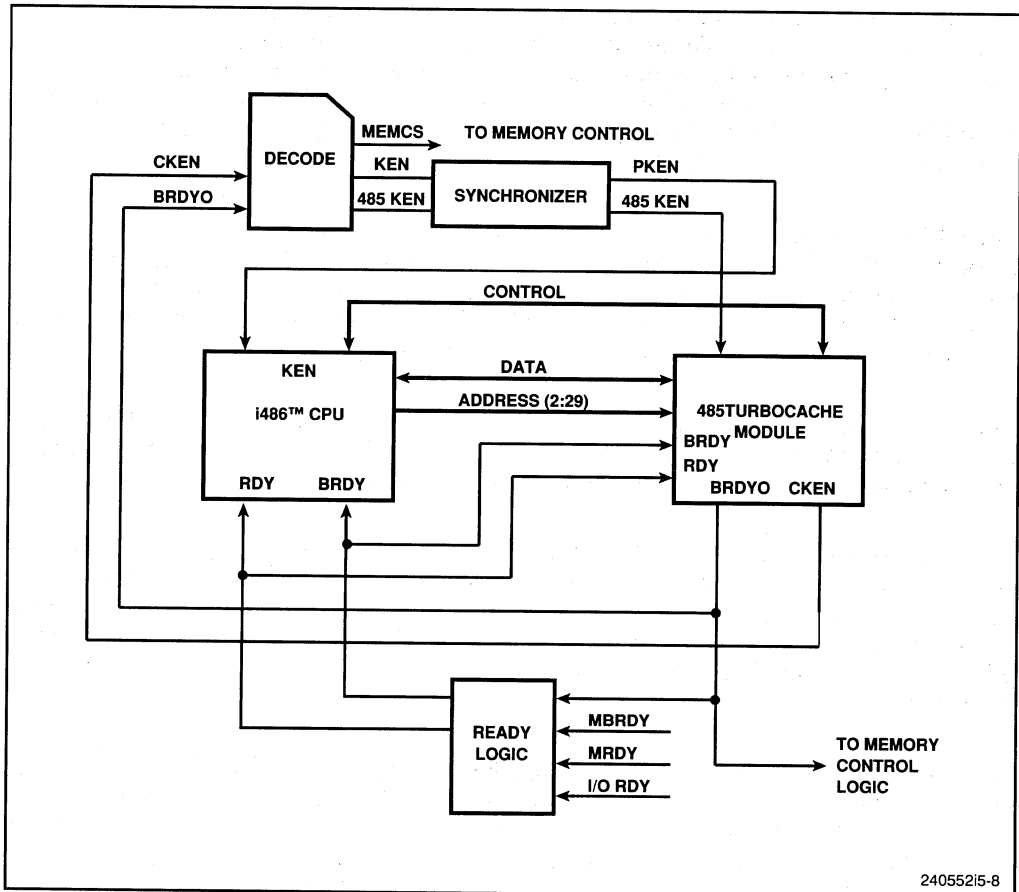 MEMCS
TO MEMORY CONTROL
DECODE
CKEN
KEN
PKEN
BRDYO
485 KEN
SYNCHRONIZER
485 KEN
CONTROL
KEN
i486™ CPU
RDY BRDY
DATA
ADDRESS (2:29)
485TURBOCACHE
MODULE
BRDY
RDY
BRDYO CKEN
READY
LOGIC
MBRDY
MRDY
I/O RDY
TO MEMORY
CONTROL
LOGIC
240552i5-8